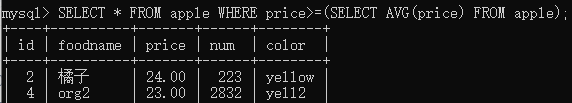 mysql> SELECT * FROM apple WHERE price>=(SELECT AVG(price) FROM apple);
+----+----------+-------+------+--------+
| id | foodname | price | num  | color  |
+----+----------+-------+------+--------+
|  2 | 橘子     | 24.00 |  223 | yellow |
|  4 | org2     | 23.00 | 2832 | yell2  |